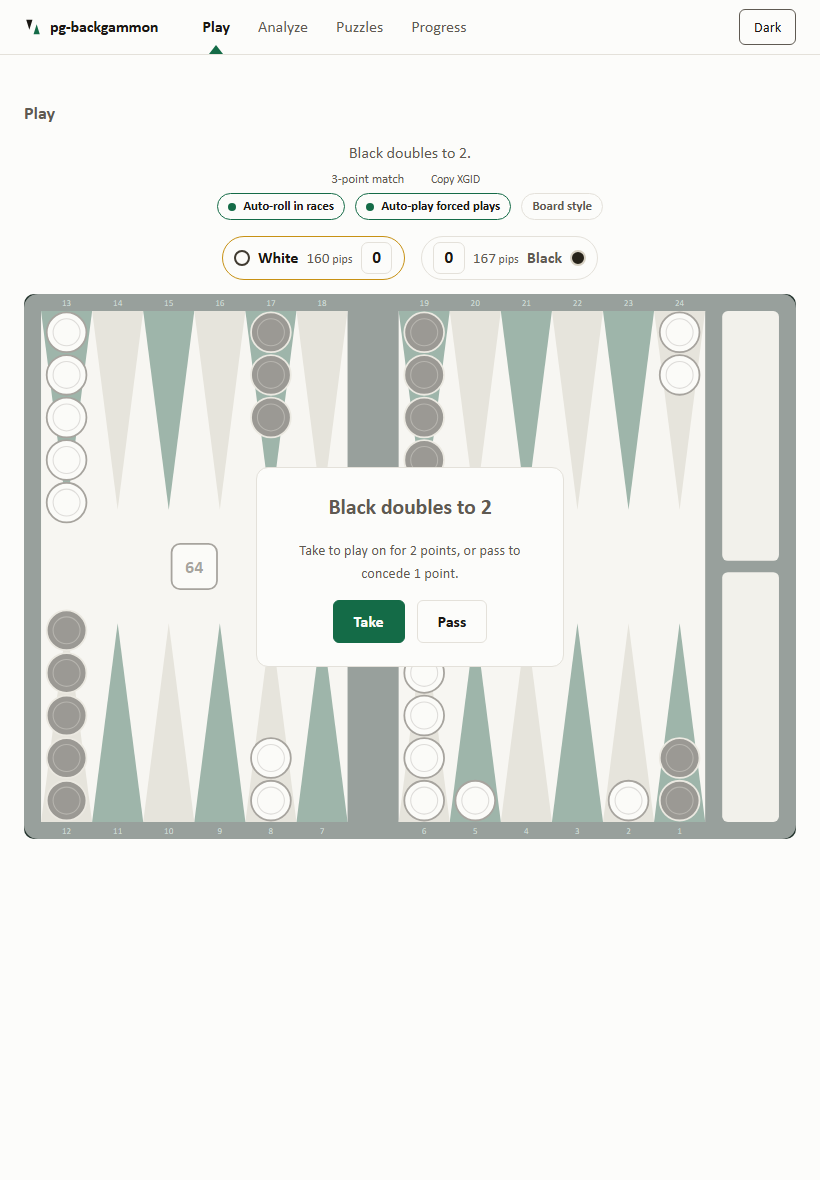 pg-backgammon Play Analyze Puzzles Progress Dark
Play
Black doubles to 2.
3-point match Copy XGID
Auto-roll in races Auto-play forced plays Board style
White 160 pips 0 0 167 pips Black
13 14 15 16 17 18 19 20 21 22 23 24
Black doubles to 2
Take to play on for 2 points, or pass to
concede 1 point.
64
Take Pass
12 11 10 9 8 7 6 5 4 3 2 1